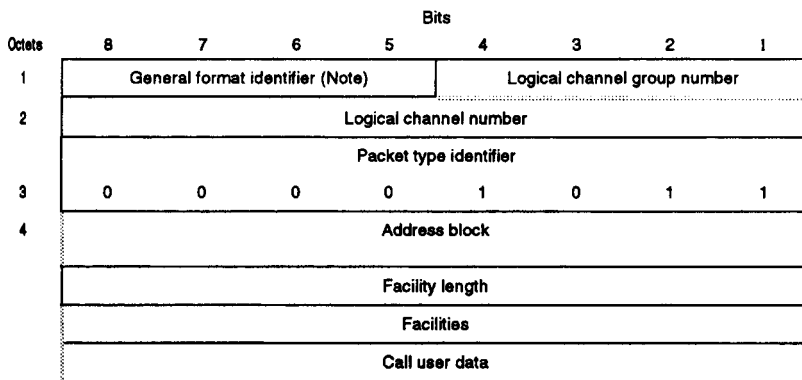 Bits
Octets 8 7 6 5 4 3 2 1
1 General format identifier (Note) Logical channel group number
2 Logical channel number
Packet type identifier
3 0 0 0 0 1 0 1 1
4 Address block
Facility length
Facilities
Call user data